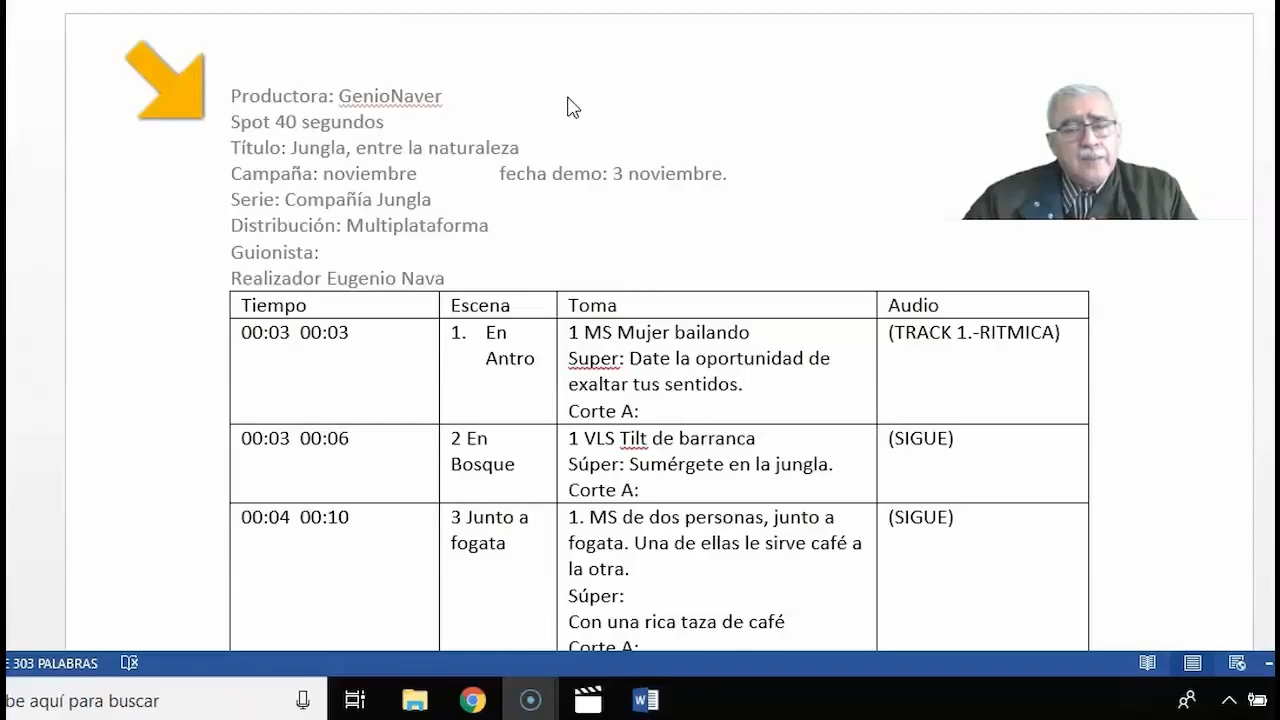 Productora: GenioNaver
Spot 40 segundos
Título: Jungla, entre la naturaleza
Campaña: noviembre fecha demo: 3 noviembre.
Serie: Compañía Jungla
Distribución: Multiplataforma
Guionista:
Realizador Eugenio Nava
Tiempo Escena Toma Audio
00:03 00:03 1. En 1 MS Mujer bailando (TRACK 1.-RITMICA)
Antro Super: Date la oportunidad de
exaltar tus sentidos.
Corte A:
00:03 00:06 2 En 1 VLS Tilt de barranca (SIGUE)
Bosque Súper: Sumérgete en la jungla.
Corte A:
00:04 00:10 3 Junto a 1. MS de dos personas, junto a (SIGUE)
fogata fogata. Una de ellas le sirve café a
la otra.
Súper:
Con una rica taza de café
Corte A:
E 303 PALABRAS
be aquí para buscar